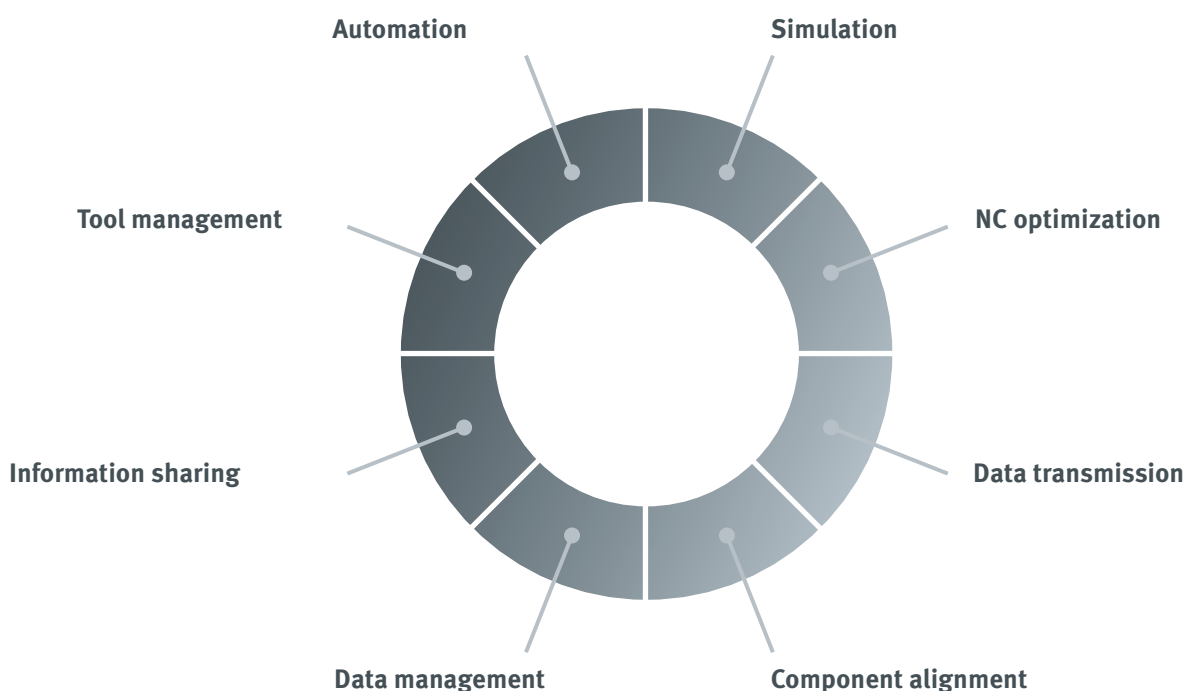 Automation
Simulation
Tool management
NC optimization
Information sharing
Data transmission
Data management
Component alignment